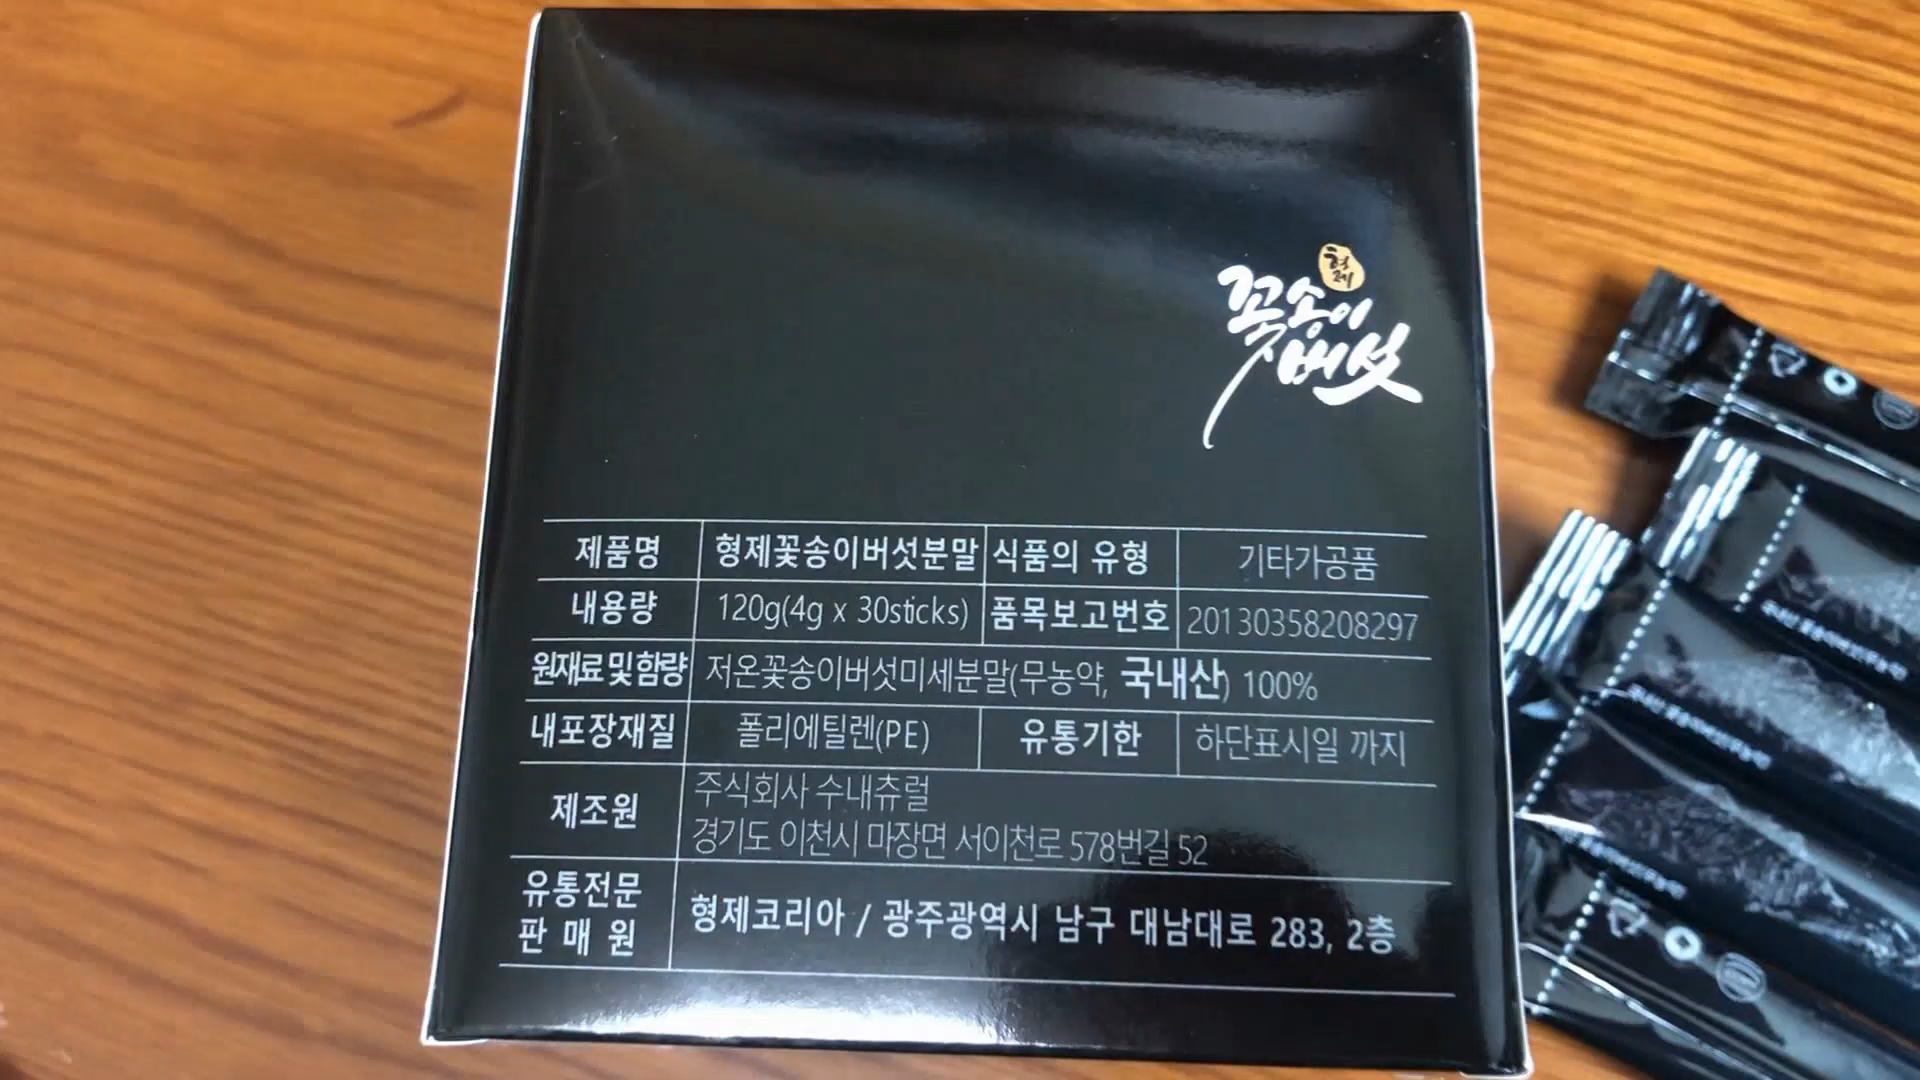 형제
꽃송이
버섯
제품명 형제꽃송이버섯분말 식품의 유형 기타가공품
내용량 120g(4g x 30sticks) 품목보고번호 20130358208297
원재료 및 함량 저온꽃송이버섯미세분말(무농약, 국내산) 100%
내포장재질 폴리에틸렌(PE) 유통기한 하단표시일 까지
제조원 주식회사 수내츄럴
경기도 이천시 마장면 서이천로 578번길 52
유통전문
판 매 원 형제코리아 / 광주광역시 남구 대남대로 283, 2층